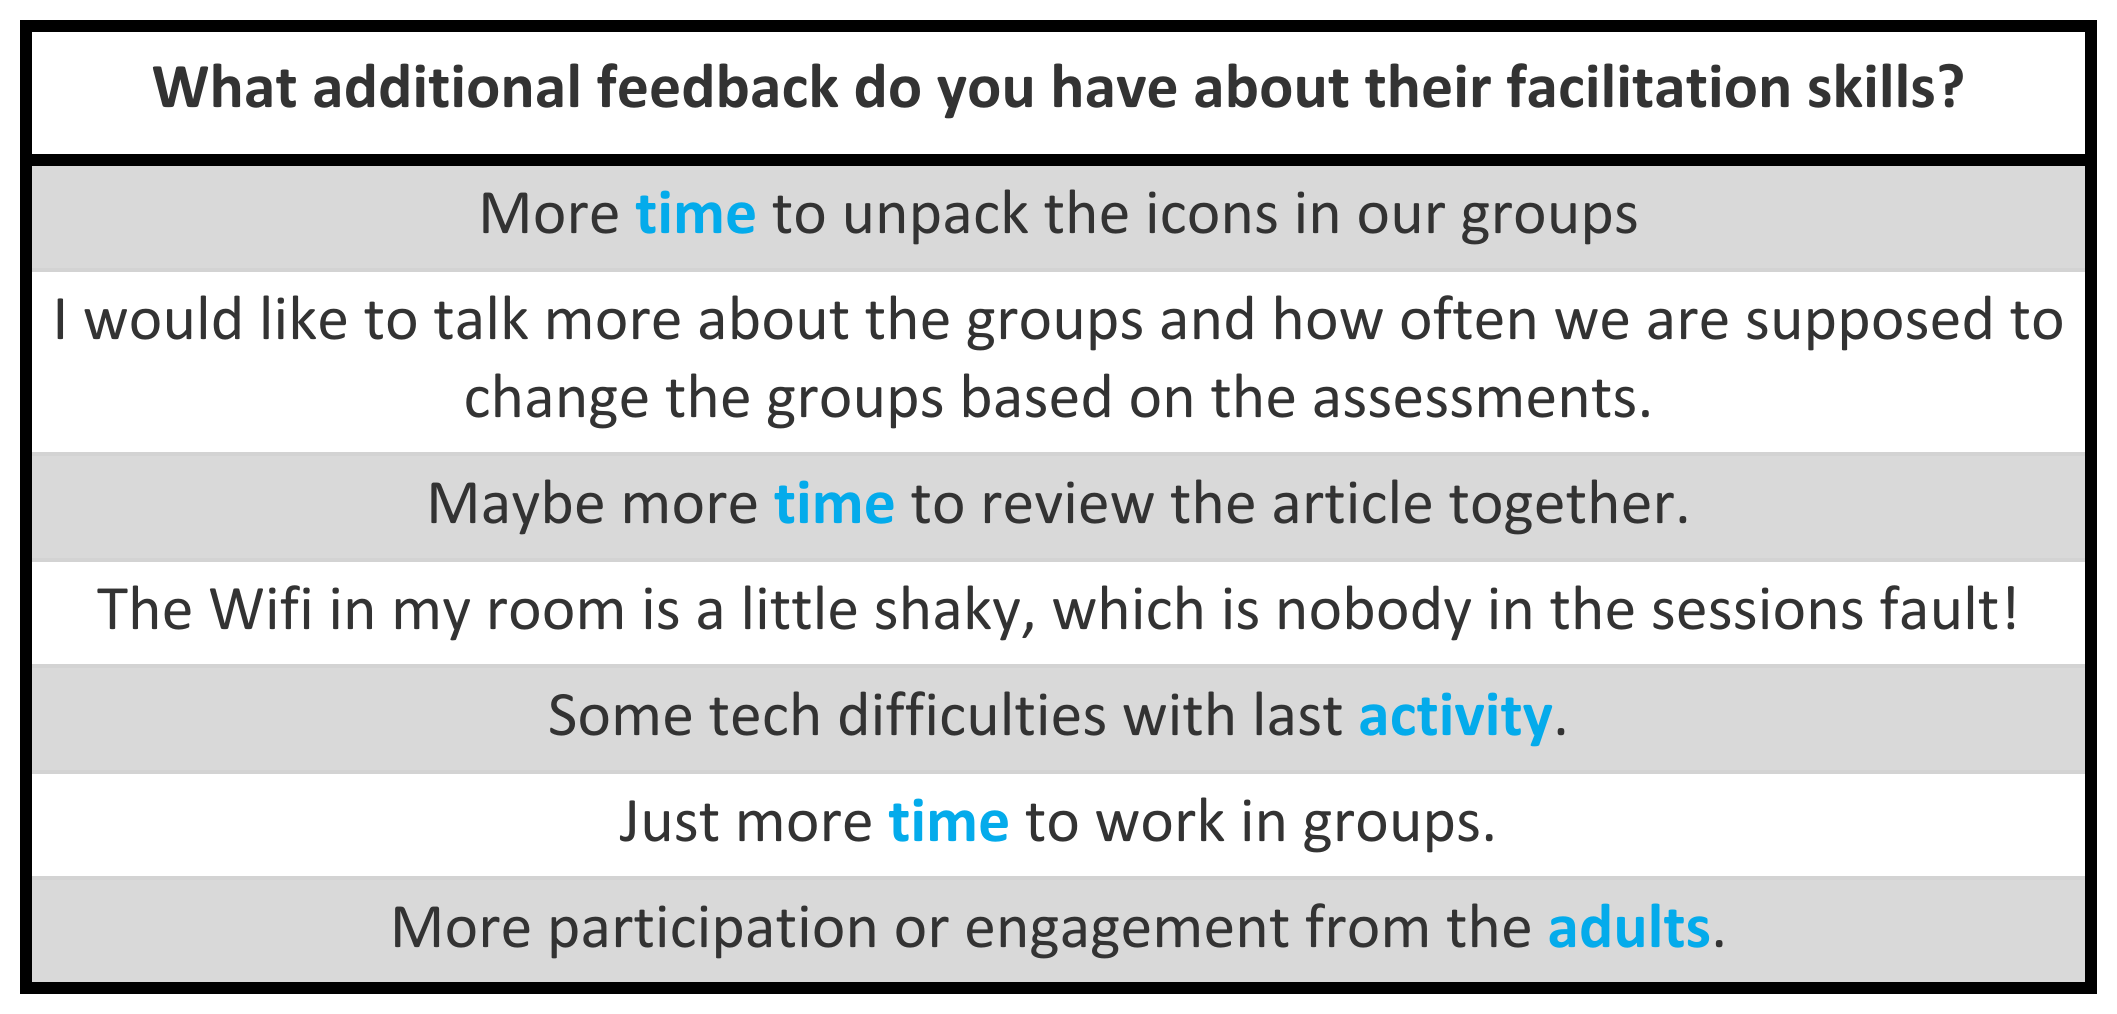 What additional feedback do you have about their facilitation skills?
More time to unpack the icons in our groups
I would like to talk more about the groups and how often we are supposed to
change the groups based on the assessments.
Maybe more time to review the article together.
The Wifi in my room is a little shaky, which is nobody in the sessions fault!
Some tech difficulties with last activity.
Just more time to work in groups.
More participation or engagement from the adults.